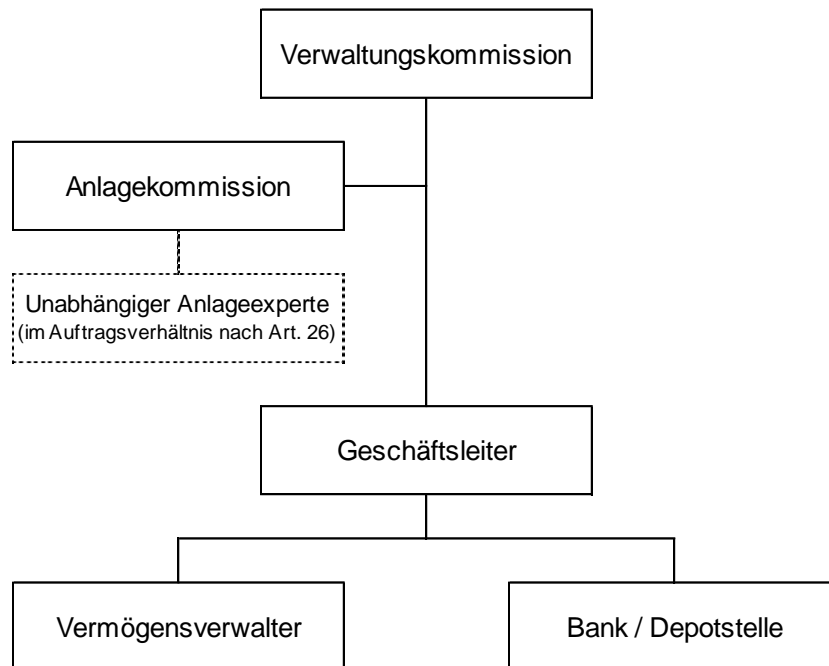 Verwaltungskommission
Anlagekommission
Unabhängiger Anlageexperte
(im Auftragsverhältnis nach Art. 26)
Geschäftsleiter
Vermögensverwalter
Bank / Depotstelle